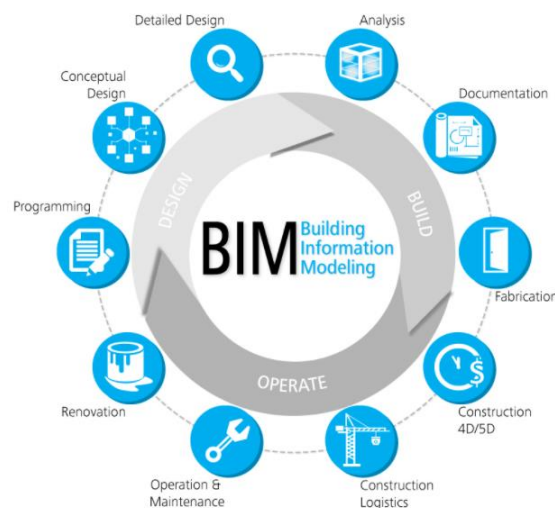 Detailed Design
Analysis
Conceptual
Design
Documentation
Programming
DESIGN
BUILD
BIM
Building
Information
Modeling
Fabrication
OPERATE
Renovation
Construction
4D/5D
Operation &
Maintenance
Construction
Logistics
$